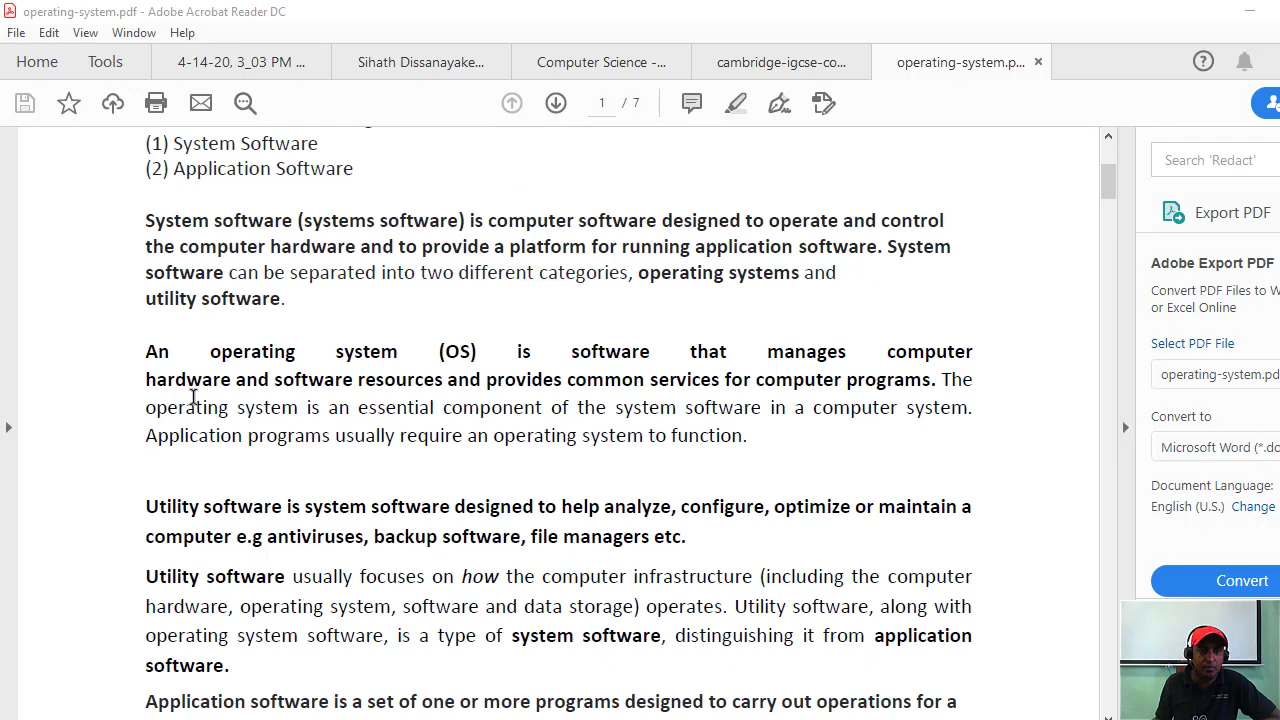 operating-system.pdf - Adobe Acrobat Reader DC
File Edit View Window Help
Home Tools 4-14-20, 3_03 PM ... Sihath Dissanayake... Computer Science -... cambridge-igcse-co... operating-system.p... ×
1 / 7
(1) System Software
(2) Application Software
System software (systems software) is computer software designed to operate and control
the computer hardware and to provide a platform for running application software. System
software can be separated into two different categories, operating systems and
utility software.
An operating system (OS) is software that manages computer
hardware and software resources and provides common services for computer programs. The
operating system is an essential component of the system software in a computer system.
Application programs usually require an operating system to function.
Utility software is system software designed to help analyze, configure, optimize or maintain a
computer e.g antiviruses, backup software, file managers etc.
Utility software usually focuses on how the computer infrastructure (including the computer
hardware, operating system, software and data storage) operates. Utility software, along with
operating system software, is a type of system software, distinguishing it from application
software.
Application software is a set of one or more programs designed to carry out operations for a
Search 'Redact'
Export PDF
Adobe Export PDF
Convert PDF Files to W
or Excel Online
Select PDF File
operating-system.pd
Convert to
Microsoft Word (*.do
Document Language:
English (U.S.) Change
Convert